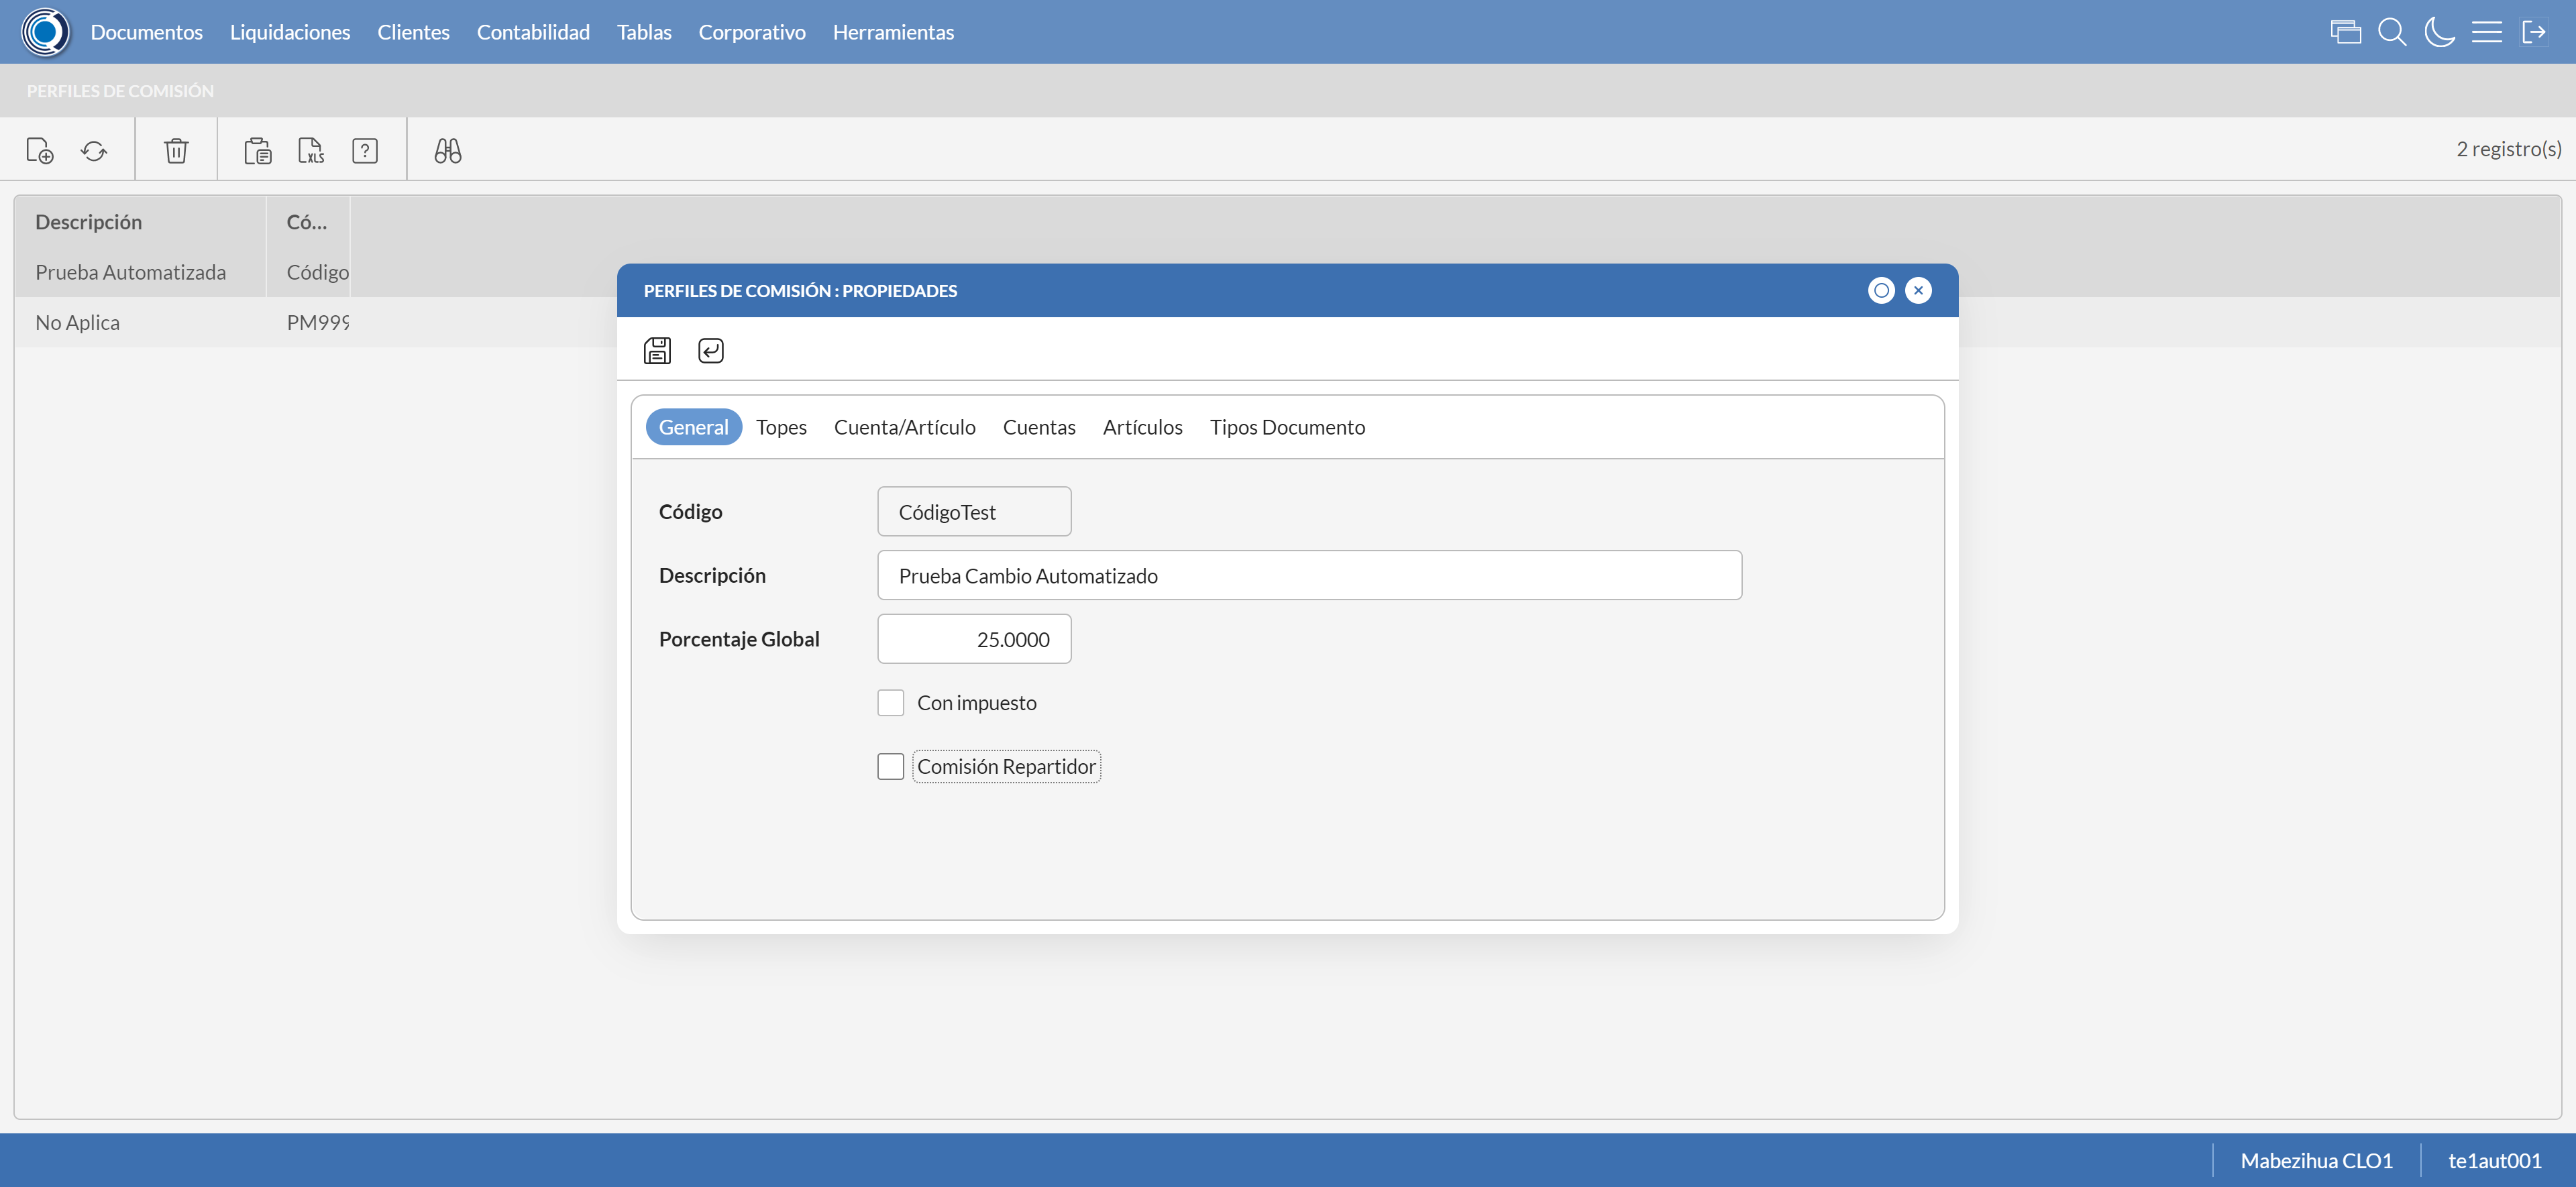 Documentos Liquidaciones Clientes Contabilidad Tablas Corporativo Herramientas
PERFILES DE COMISIÓN
XLS ? 2 registro(s)
Descripción Có...
Prueba Automatizada Código
No Aplica PM999
PERFILES DE COMISIÓN : PROPIEDADES
General Topes Cuenta/Artículo Cuentas Artículos Tipos Documento
Código CódigoTest
Descripción Prueba Cambio Automatizado
Porcentaje Global 25.0000
Con impuesto
Comisión Repartidor
Mabezihua CLO1 te1aut001